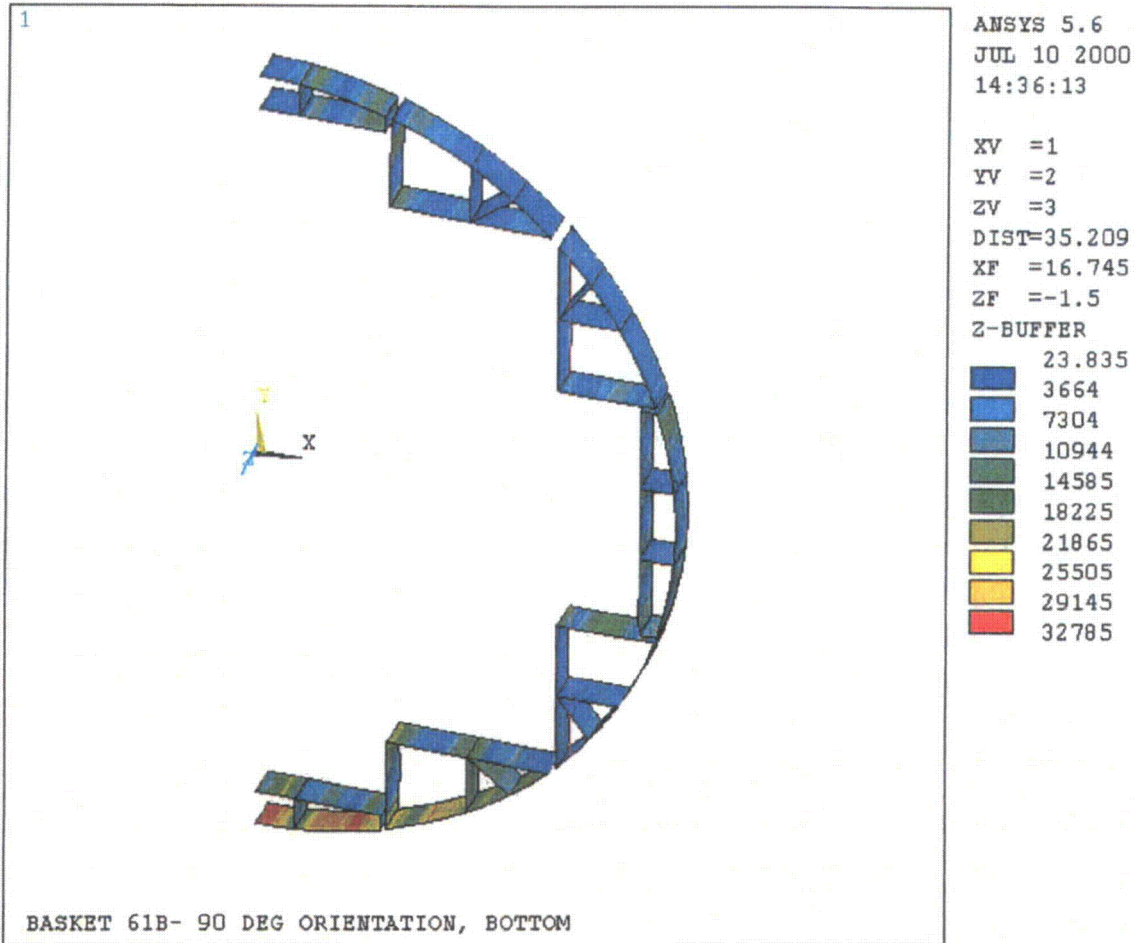 1
ANSYS 5.6
JUL 10 2000
14:36:13
XV =1
YV =2
ZV =3
DIST=35.209
XF =16.745
ZF =-1.5
Z-BUFFER
23.835
3664
7304
10944
14585
18225
21865
25505
29145
32785
Y
X
Z
BASKET 61B- 90 DEG ORIENTATION, BOTTOM